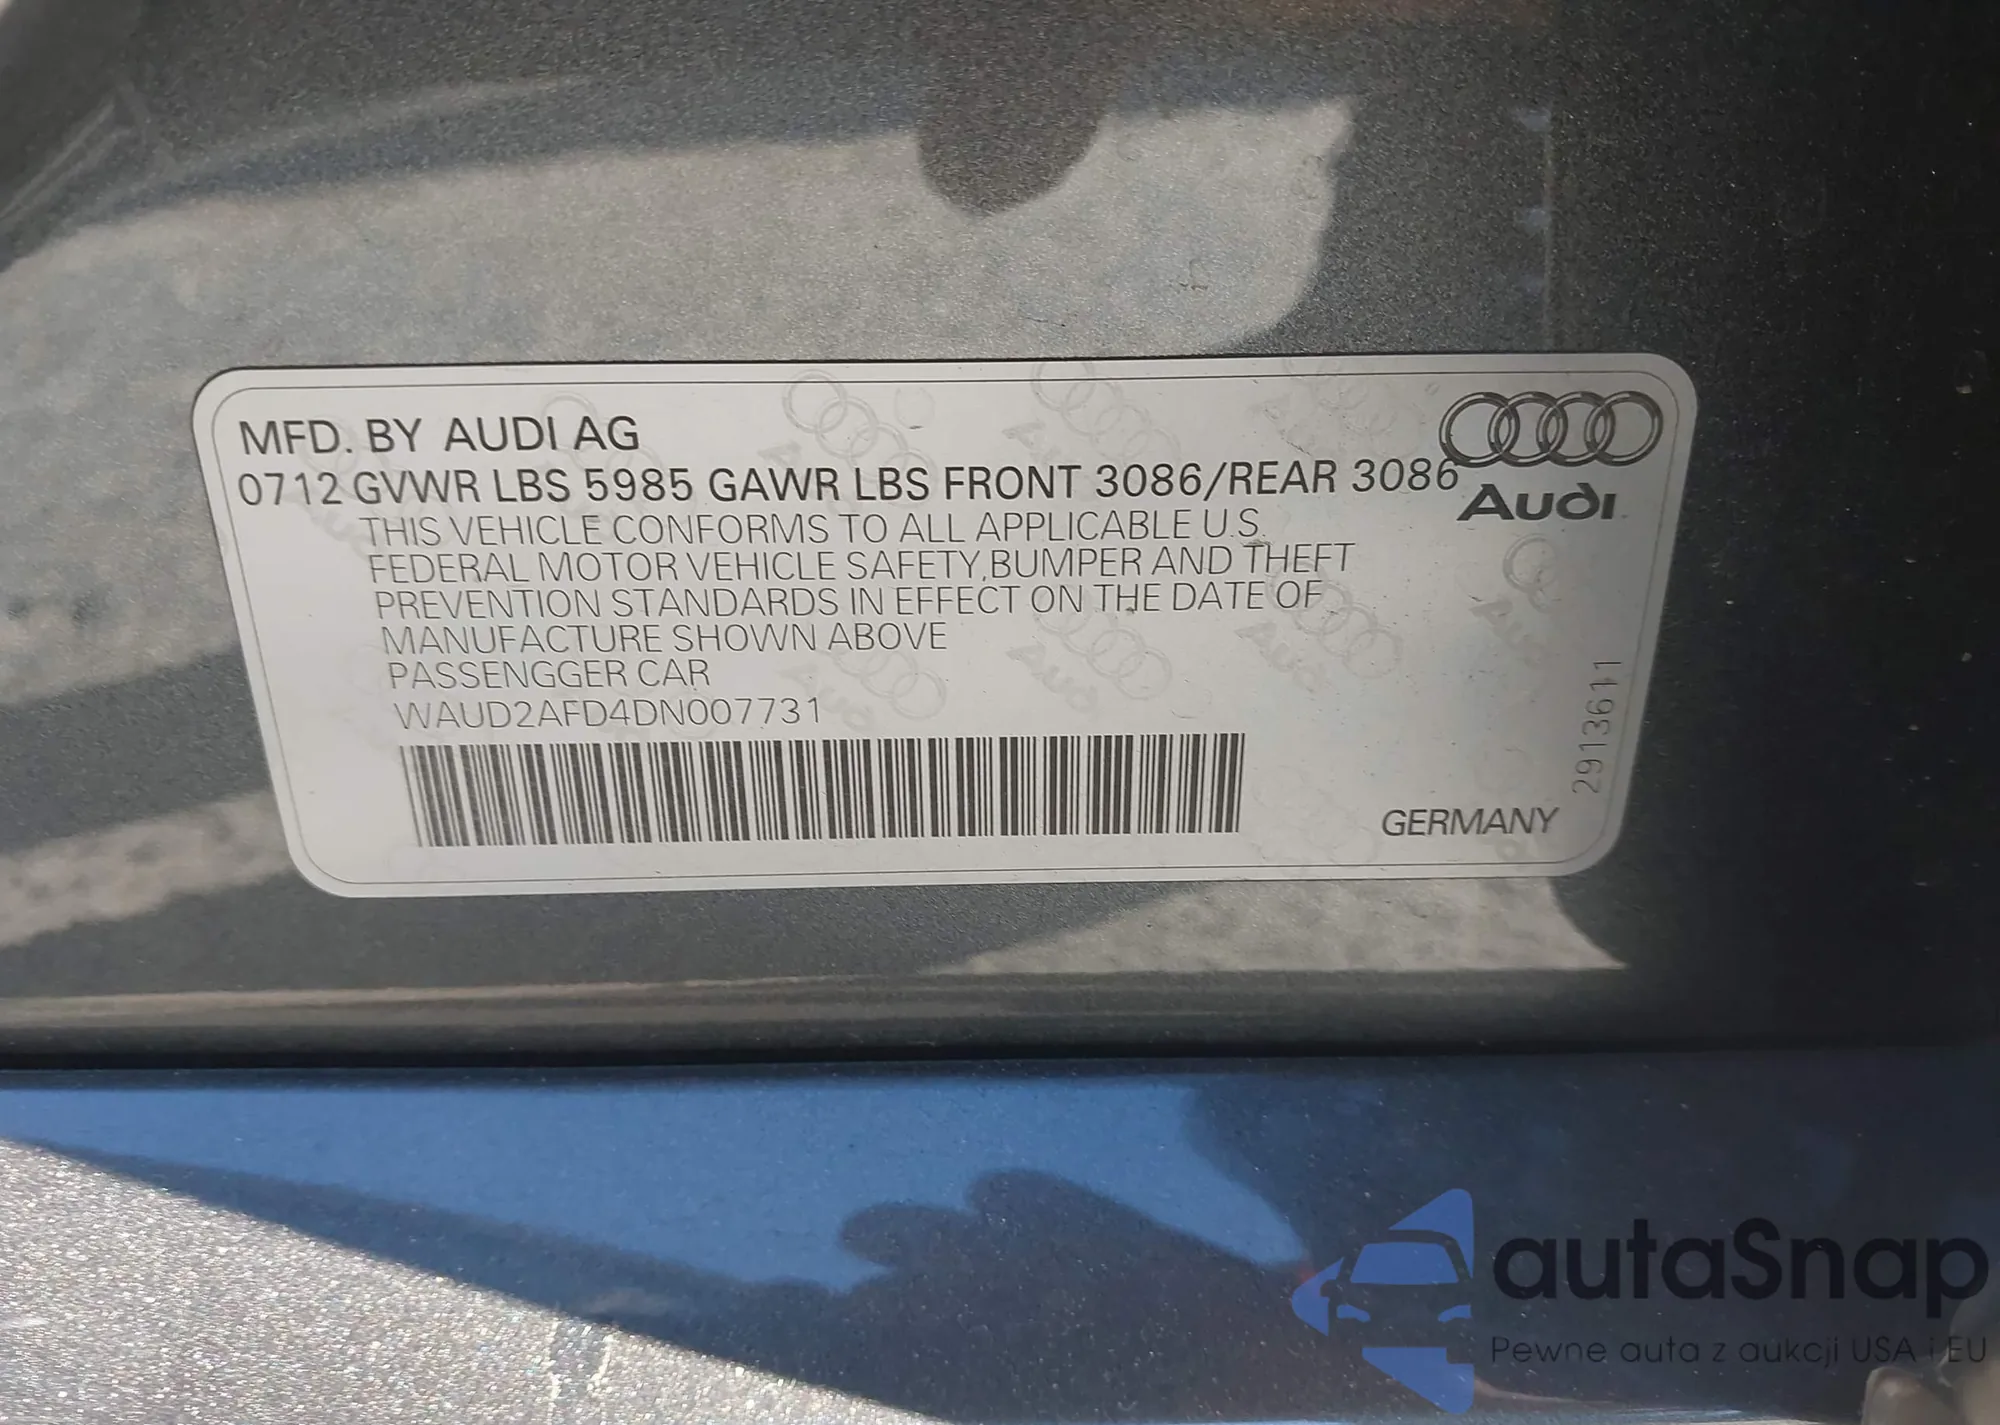 MFD. BY AUDI AG
0712 GVWR LBS 5985 GAWR LBS FRONT 3086/REAR 3086
Audi
THIS VEHICLE CONFORMS TO ALL APPLICABLE U.S.
FEDERAL MOTOR VEHICLE SAFETY,BUMPER AND THEFT
PREVENTION STANDARDS IN EFFECT ON THE DATE OF
MANUFACTURE SHOWN ABOVE
PASSENGGER CAR
WAUD2AFD4DN007731
GERMANY
2913611
autaSnap
Pewne auta z aukcji USA i EU